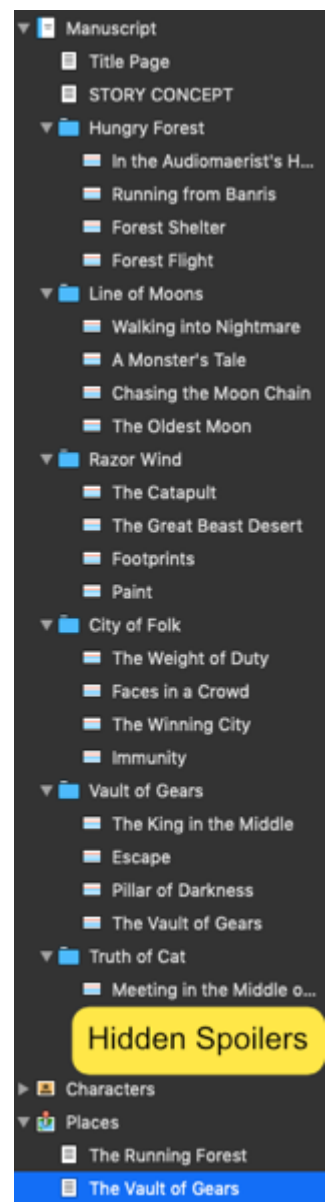 Manuscript
Title Page
STORY CONCEPT
Hungry Forest
In the Audiomaerist's H...
Running from Banris
Forest Shelter
Forest Flight
Line of Moons
Walking into Nightmare
A Monster's Tale
Chasing the Moon Chain
The Oldest Moon
Razor Wind
The Catapult
The Great Beast Desert
Footprints
Paint
City of Folk
The Weight of Duty
Faces in a Crowd
The Winning City
Immunity
Vault of Gears
The King in the Middle
Escape
Pillar of Darkness
The Vault of Gears
Truth of Cat
Meeting in the Middle o...
Hidden Spoilers
Characters
Places
The Running Forest
The Vault of Gears